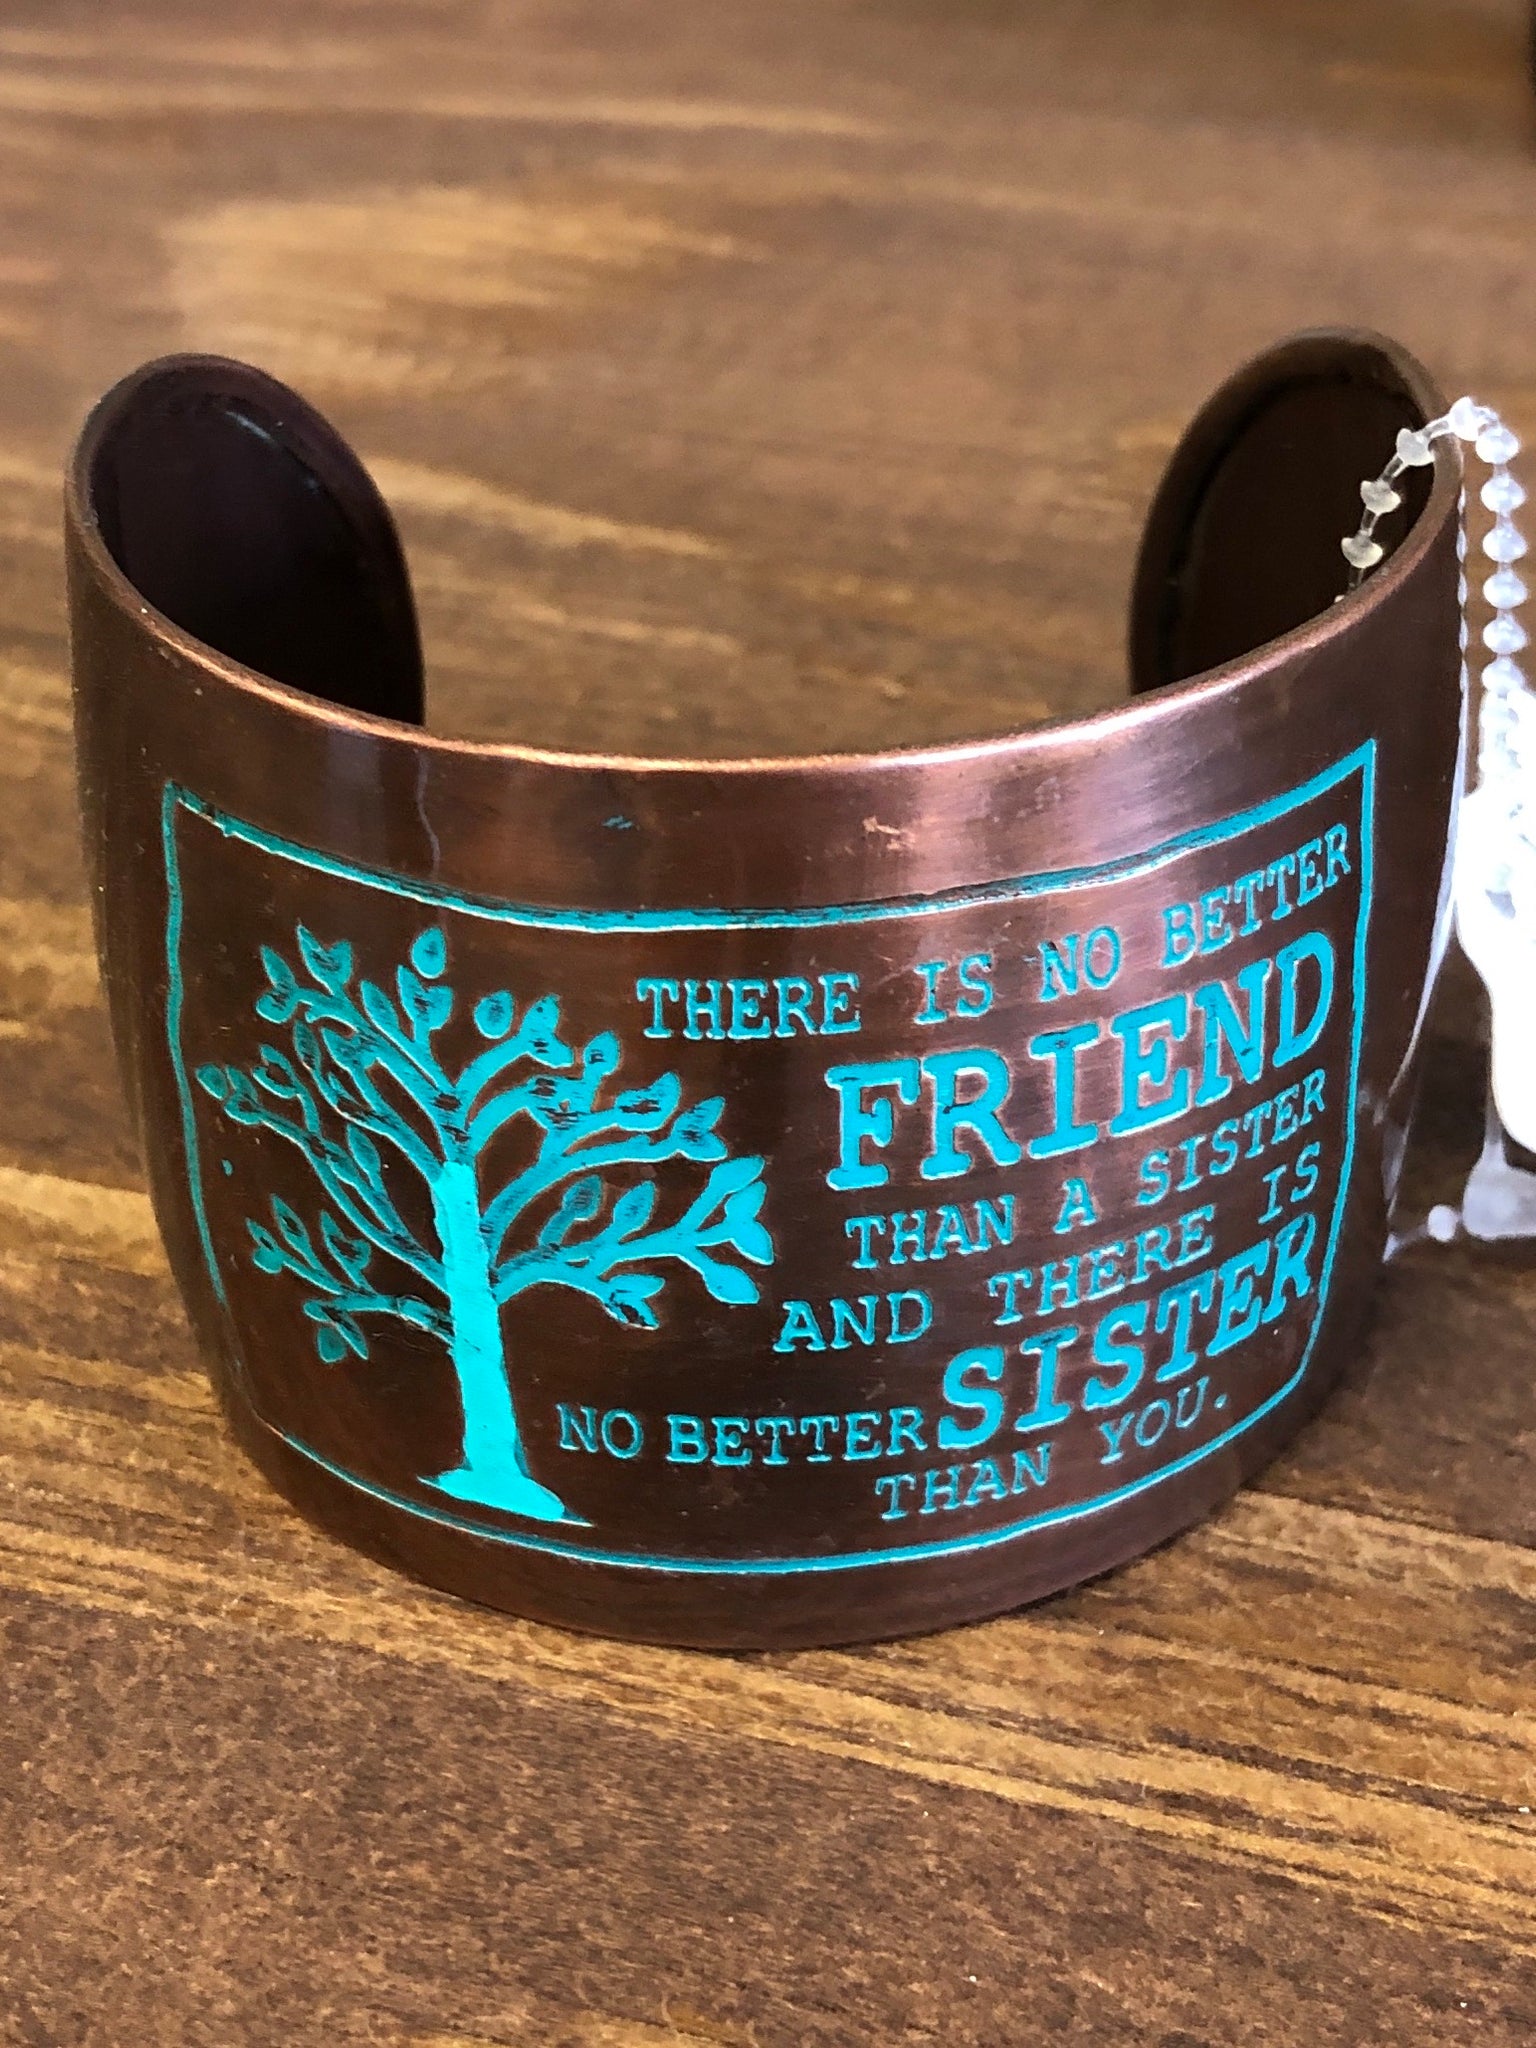 THERE IS NO BETTER
FRIEND
THAN A SISTER
AND THERE IS
NO BETTER SISTER
THAN YOU.